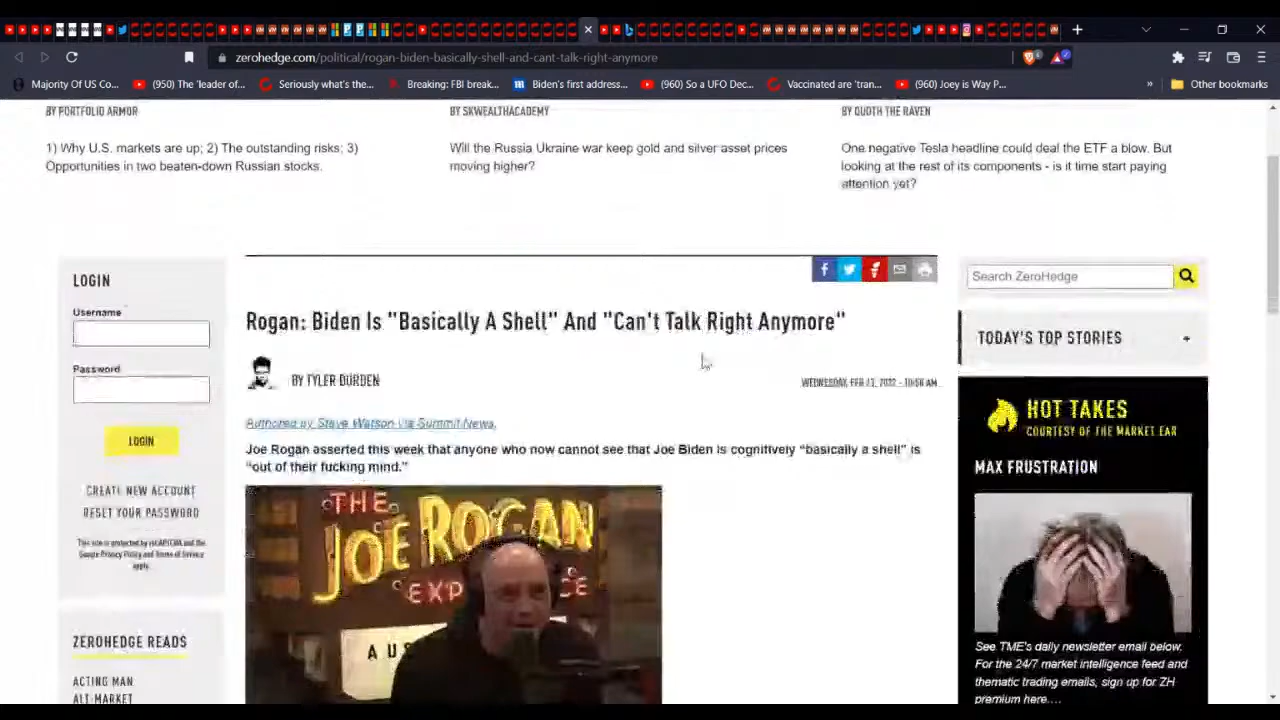 zerohedge.com/political/rogan-biden-basically-shell-and-cant-talk-right-anymore
Majority Of US Co...
(950) The 'leader of...
Seriously what's the...
Breaking: FBI break...
Biden's first address...
(960) So a UFO Dec...
Vaccinated are 'tran...
(960) Joey is Way P...
»
Other bookmarks
BY PORTFOLIO ARMOR
BY SKWEALTHACADEMY
BY QUOTH THE RAVEN
1) Why U.S. markets are up; 2) The outstanding risks; 3)
Opportunities in two beaten-down Russian stocks.
Will the Russia Ukraine war keep gold and silver asset prices
moving higher?
One negative Tesla headline could deal the ETF a blow. But
looking at the rest of its components - is it time start paying
attention yet?
LOGIN
Username
Password
LOGIN
CREATE NEW ACCOUNT
RESET YOUR PASSWORD
This site is protected by reCAPTCHA and the
Google Privacy Policy and Terms of Service
apply.
ZEROHEDGE READS
ACTING MAN
ALT-MARKET
Rogan: Biden Is "Basically A Shell" And "Can't Talk Right Anymore"
BY TYLER DURDEN
WEDNESDAY, FEB 23, 2022 - 10:56 AM
Authored by Steve Watson via Summit News,
Joe Rogan asserted this week that anyone who now cannot see that Joe Biden is cognitively “basically a shell” is
“out of their fucking mind.”
THE
JOE ROGAN
EXP CE
AUS
Search ZeroHedge
TODAY'S TOP STORIES +
HOT TAKES
COURTESY OF THE MARKET EAR
MAX FRUSTRATION
See TME's daily newsletter email below.
For the 24/7 market intelligence feed and
thematic trading emails, sign up for ZH
premium here....